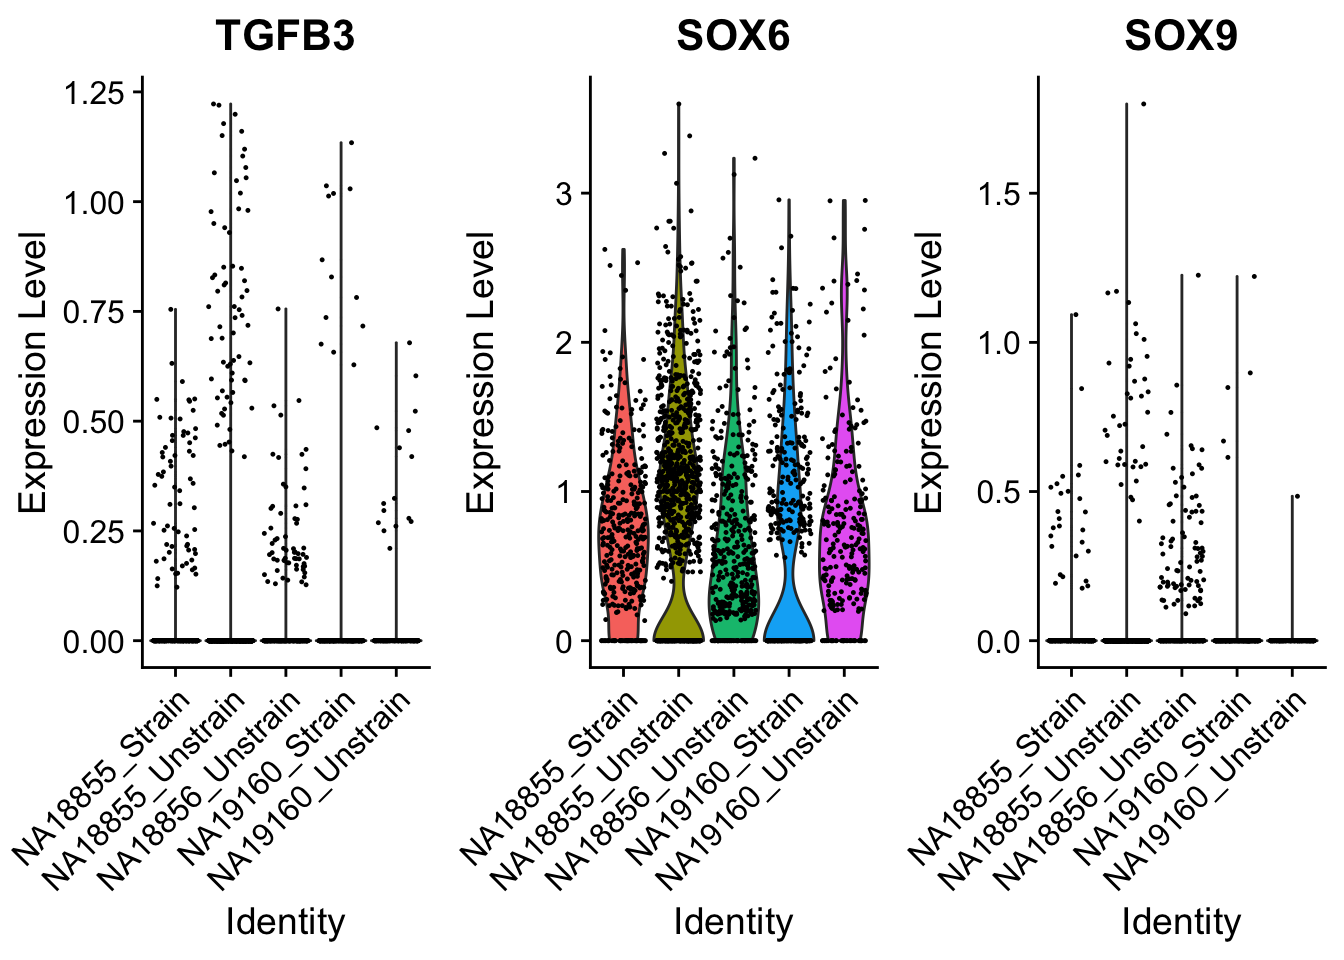 TGFB3
Expression Level
1.25
1.00
0.75
0.50
0.25
0.00
NA18855_Strain
NA18855_Unstrain
NA18856_Unstrain
NA19160_Strain
NA19160_Unstrain
Identity
SOX6
Expression Level
3
2
1
0
NA18855_Strain
NA18855_Unstrain
NA18856_Unstrain
NA19160_Strain
NA19160_Unstrain
Identity
SOX9
Expression Level
1.5
1.0
0.5
0.0
NA18855_Strain
NA18855_Unstrain
NA18856_Unstrain
NA19160_Strain
NA19160_Unstrain
Identity